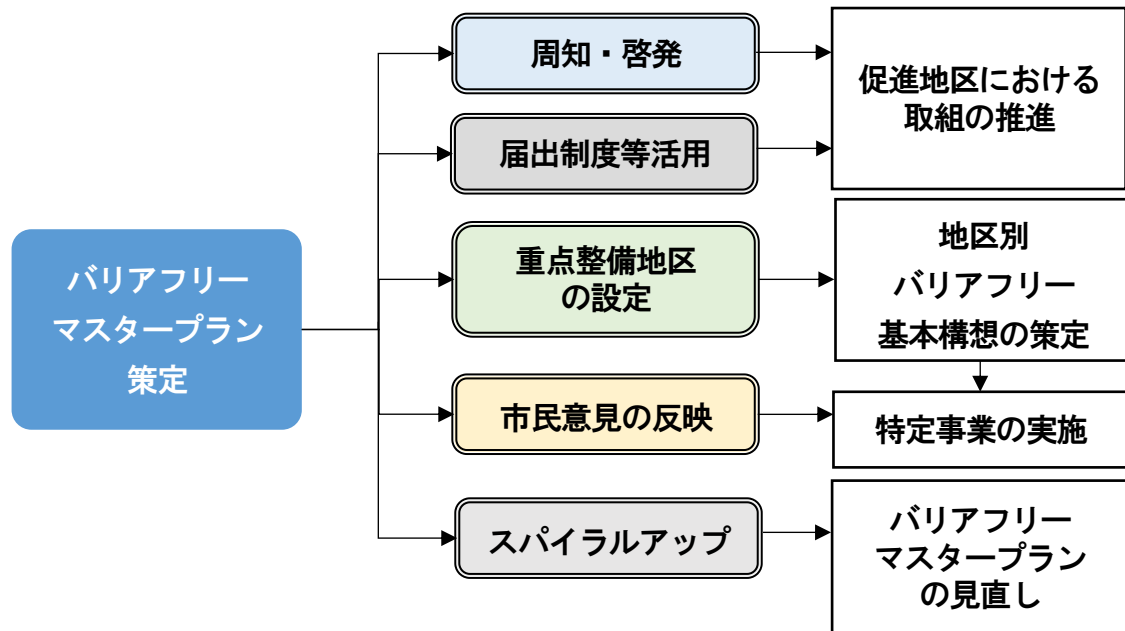 バリアフリー
マスタープラン
策定
周知・啓発
届出制度等活用
重点整備地区
の設定
市民意見の反映
スパイラルアップ
促進地区における
取組の推進
地区別
バリアフリー
基本構想の策定
特定事業の実施
バリアフリー
マスタープラン
の見直し